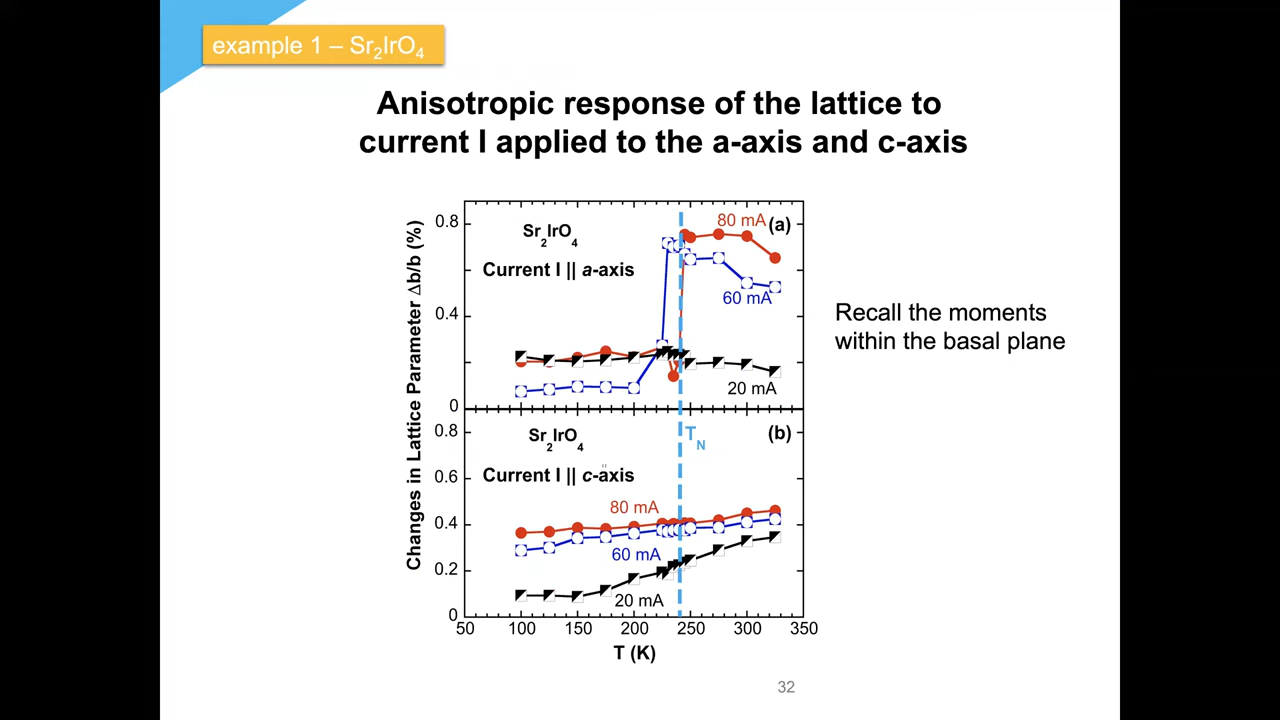 example 1 – Sr₂IrO₄
Anisotropic response of the lattice to
current I applied to the a-axis and c-axis
Changes in Lattice Parameter Δb/b (%)
0.8
0.4
0
Sr₂IrO₄
Current I || a-axis
80 mA
(a)
60 mA
20 mA
Recall the moments
within the basal plane
0.8
0.6
0.4
0.2
0
Sr₂IrO₄
Current I || c-axis
T_N
(b)
80 mA
60 mA
20 mA
50 100 150 200 250 300 350
T (K)
32